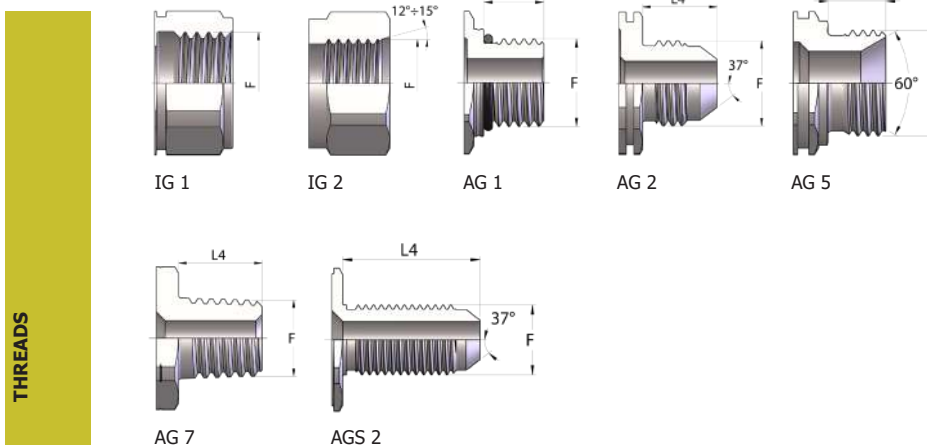 12°÷15°
F
F
F
L4
37°
F
60°
IG 1
IG 2
AG 1
AG 2
AG 5
THREADS
L4
F
L4
37°
F
AG 7
AGS 2